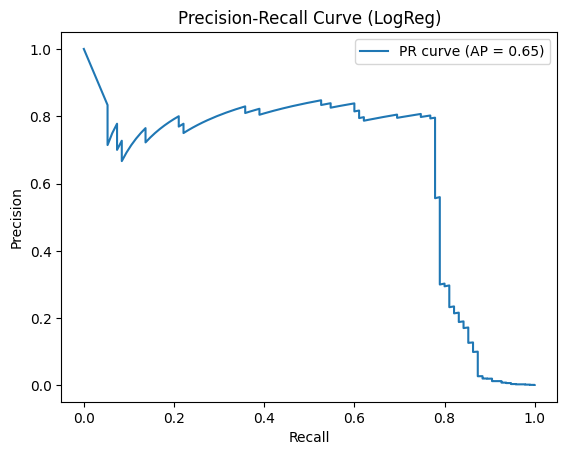 Precision-Recall Curve (LogReg)
PR curve (AP = 0.65)
1.0
0.8
0.6
0.4
0.2
0.0
Precision
0.0 0.2 0.4 0.6 0.8 1.0
Recall